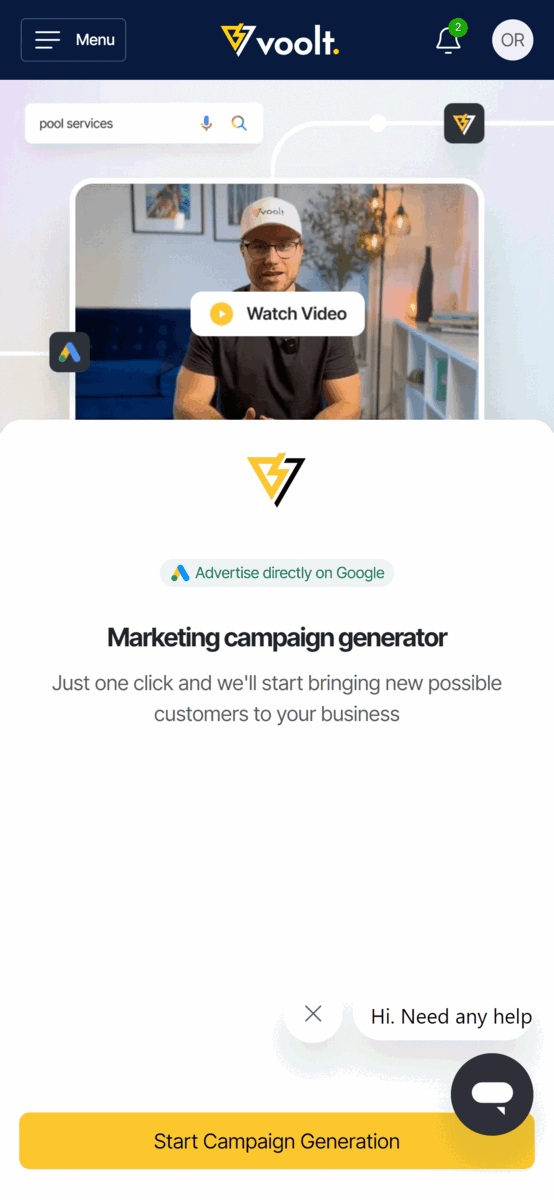 Menu
voolt.
2
OR
pool services
voolt
Watch Video
Advertise directly on Google
Marketing campaign generator
Just one click and we'll start bringing new possible
customers to your business
Hi. Need any help
Start Campaign Generation